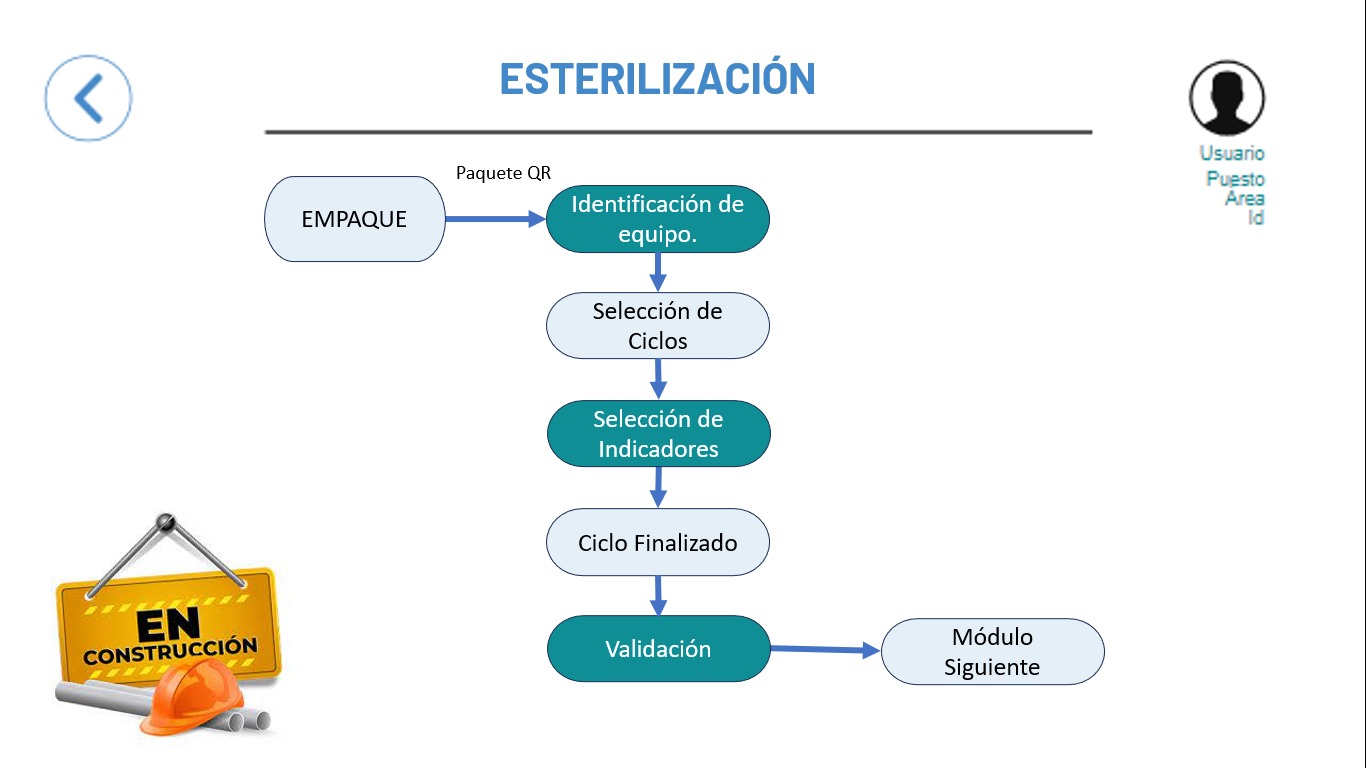 ESTERILIZACIÓN
Usuario
Puesto
Area
Id
Paquete QR
EMPAQUE
Identificación de
equipo.
Selección de
Ciclos
Selección de
Indicadores
Ciclo Finalizado
Validación
Módulo
Siguiente
EN
CONSTRUCCIÓN